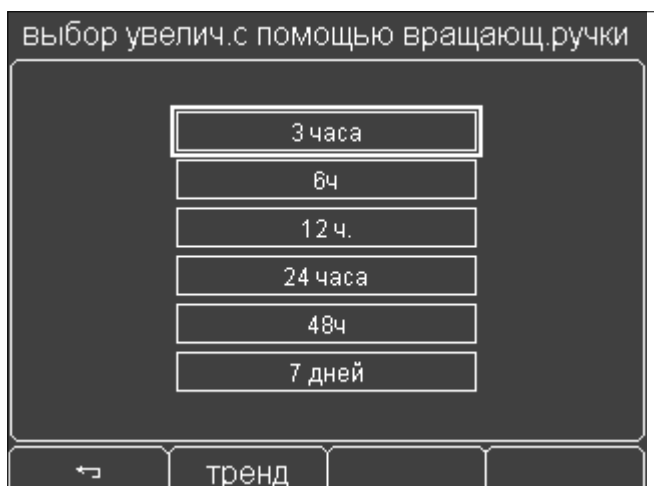 выбор увелич.с помощью вращающ.ручки
3 часа
6ч
12 ч.
24 часа
48ч
7 дней
тренд